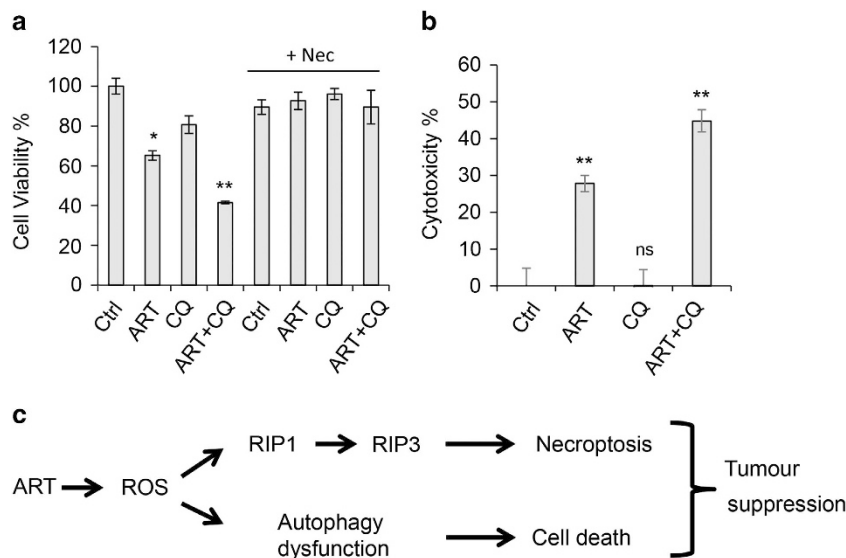 a
b
+ Nec
Cell Viability %
120
100
80
60
40
20
0
*
**
Ctrl
ART
CQ
ART+CQ
Ctrl
ART
CQ
ART+CQ
Cytotoxicity %
60
50
40
30
20
10
0
**
ns
**
Ctrl
ART
CQ
ART+CQ
c
ART
ROS
RIP1
RIP3
Necroptosis
Autophagy
dysfunction
Cell death
Tumour
suppression